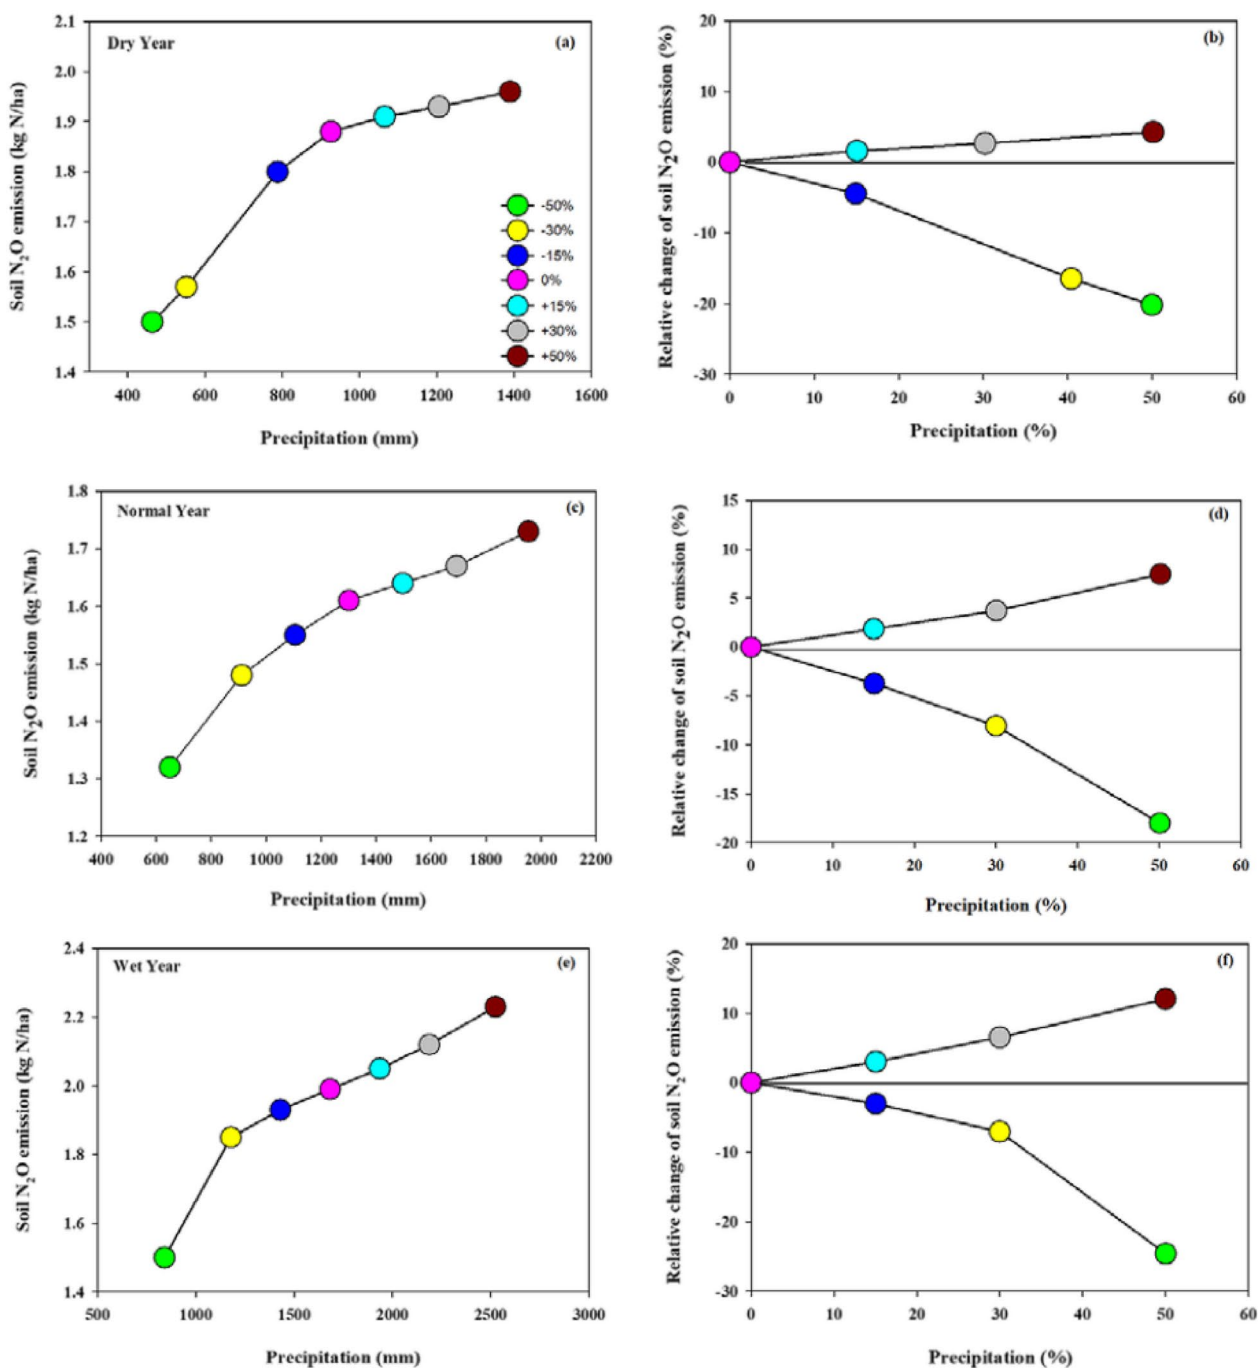 Dry Year
(a)
Soil N₂O emission (kg N/ha)
2.1
2.0
1.9
1.8
1.7
1.6
1.5
1.4
-50%
-30%
-15%
0%
+15%
+30%
+50%
400 600 800 1000 1200 1400 1600
Precipitation (mm)
(b)
Relative change of soil N₂O emission (%)
20
10
0
-10
-20
-30
0 10 20 30 40 50 60
Precipitation (%)
Normal Year
(c)
Soil N₂O emission (kg N/ha)
1.8
1.7
1.6
1.5
1.4
1.3
1.2
400 600 800 1000 1200 1400 1600 1800 2000 2200
Precipitation (mm)
(d)
Relative change of soil N₂O emission (%)
15
10
5
0
-5
-10
-15
-20
0 10 20 30 40 50 60
Precipitation (%)
Wet Year
(e)
Soil N₂O emission (kg N/ha)
2.4
2.2
2.0
1.8
1.6
1.4
500 1000 1500 2000 2500 3000
Precipitation (mm)
(f)
Relative change of soil N₂O emission (%)
20
10
0
-10
-20
-30
0 10 20 30 40 50 60
Precipitation (%)